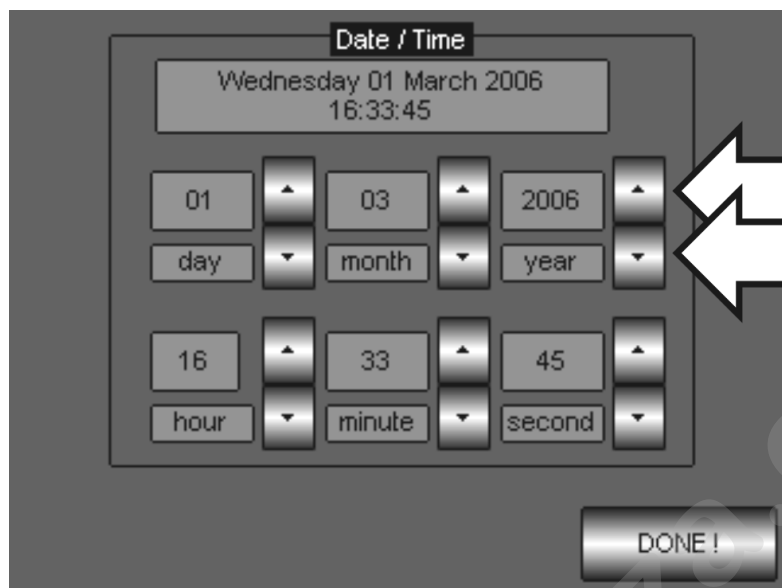 Date / Time
Wednesday 01 March 2006
16:33:45
01 03 2006
day month year
16 33 45
hour minute second
DONE !